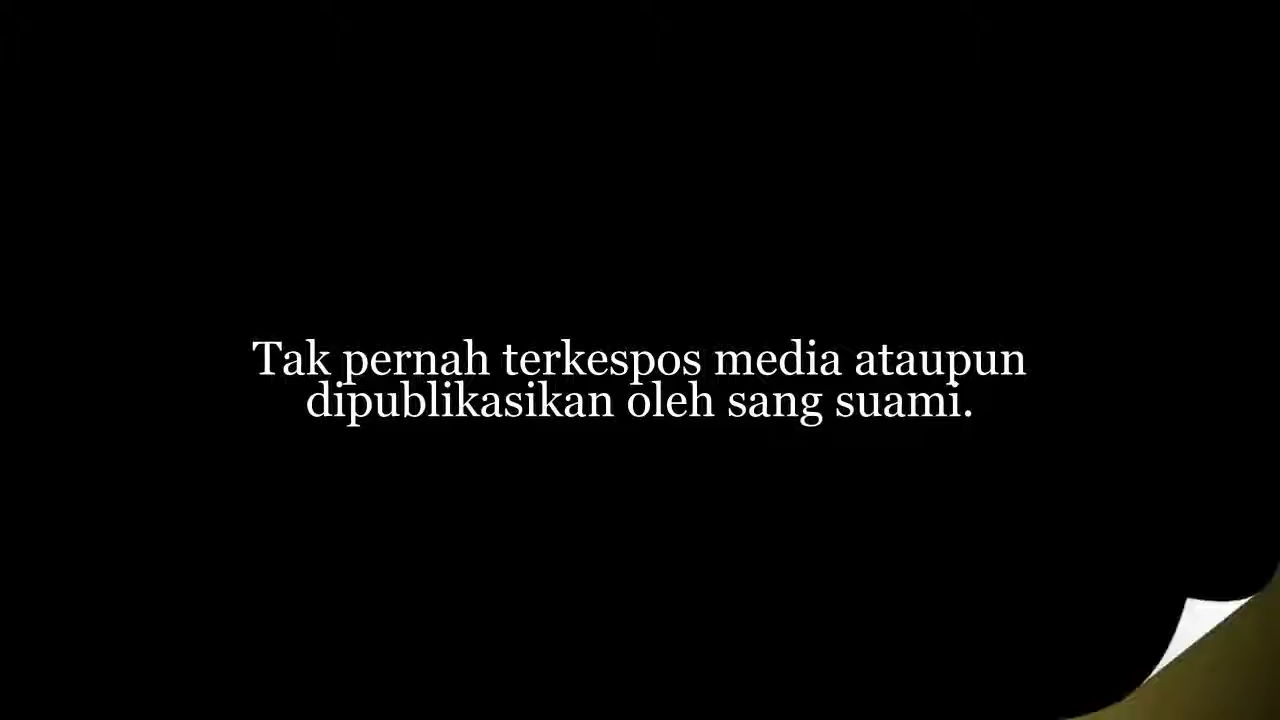 Tak pernah terkespos media ataupun
dipublikasikan oleh sang suami.